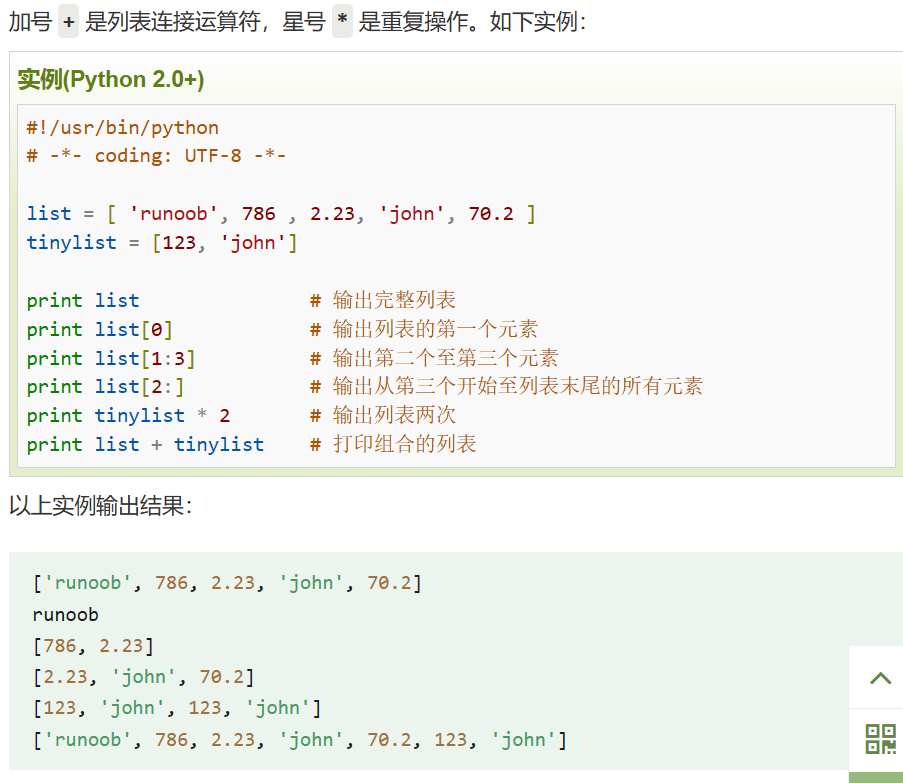 加号 + 是列表连接运算符，星号 * 是重复操作。如下实例：
实例(Python 2.0+)
#!/usr/bin/python
# -*- coding: UTF-8 -*-
list = [ 'runoob', 786 , 2.23, 'john', 70.2 ]
tinylist = [123, 'john']
print list # 输出完整列表
print list[0] # 输出列表的第一个元素
print list[1:3] # 输出第二个至第三个元素
print list[2:] # 输出从第三个开始至列表末尾的所有元素
print tinylist * 2 # 输出列表两次
print list + tinylist # 打印组合的列表
以上实例输出结果：
['runoob', 786, 2.23, 'john', 70.2]
runoob
[786, 2.23]
[2.23, 'john', 70.2]
[123, 'john', 123, 'john']
['runoob', 786, 2.23, 'john', 70.2, 123, 'john']